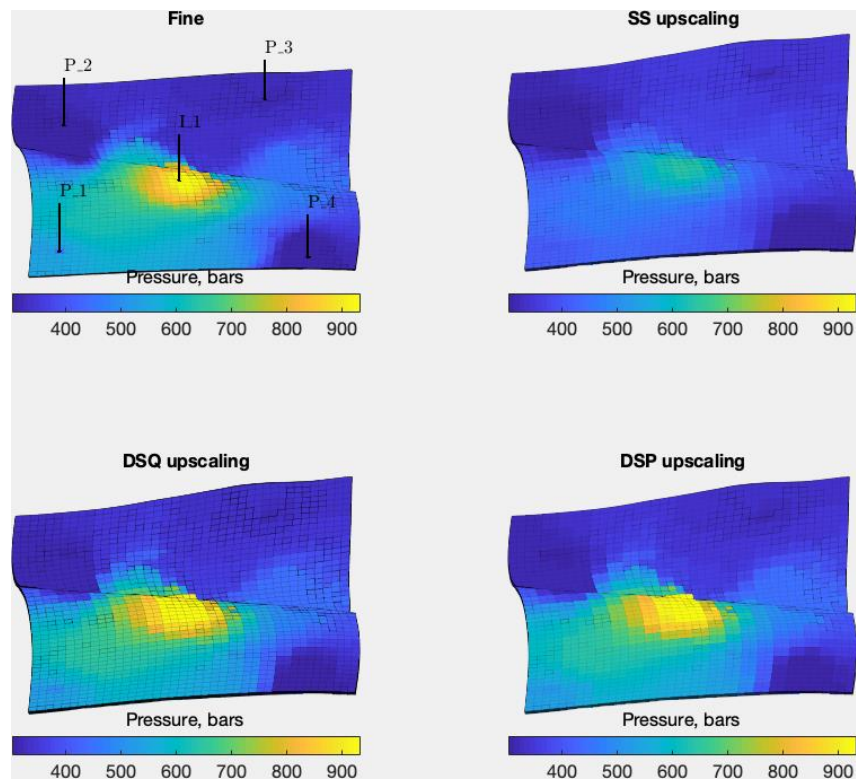 Fine
SS upscaling
P_2
P_3
I_1
P_1
P_4
Pressure, bars
400 500 600 700 800 900
Pressure, bars
400 500 600 700 800 900
DSQ upscaling
DSP upscaling
Pressure, bars
400 500 600 700 800 900
Pressure, bars
400 500 600 700 800 900